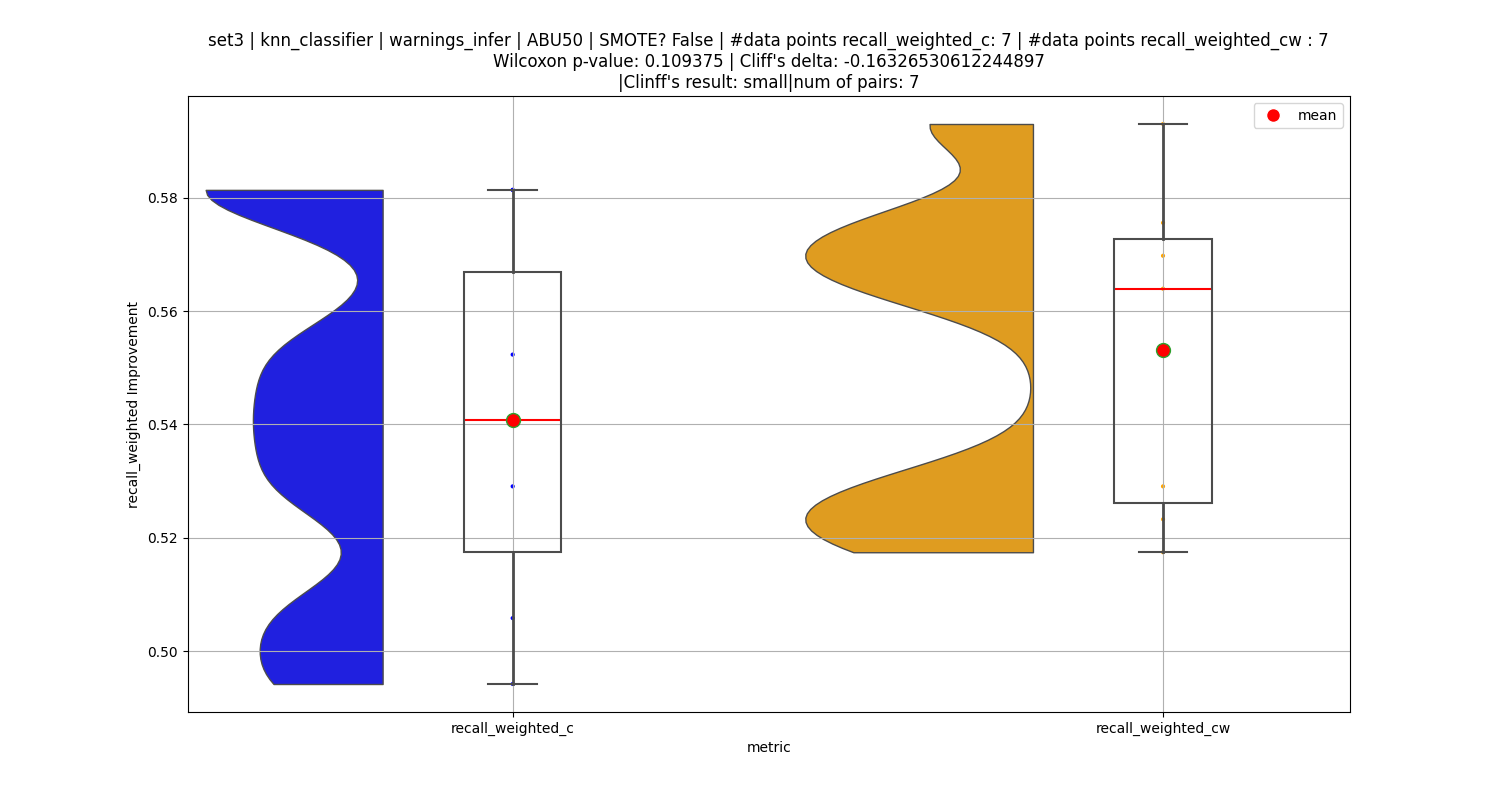 set3 | knn_classifier | warnings_infer | ABU50 | SMOTE? False | #data points recall_weighted_c: 7 | #data points recall_weighted_cw : 7
Wilcoxon p-value: 0.109375 | Cliff's delta: -0.16326530612244897
|Clinff's result: small|num of pairs: 7
mean
0.58
0.56
0.54
0.52
0.50
recall_weighted Improvement
recall_weighted_c
recall_weighted_cw
metric